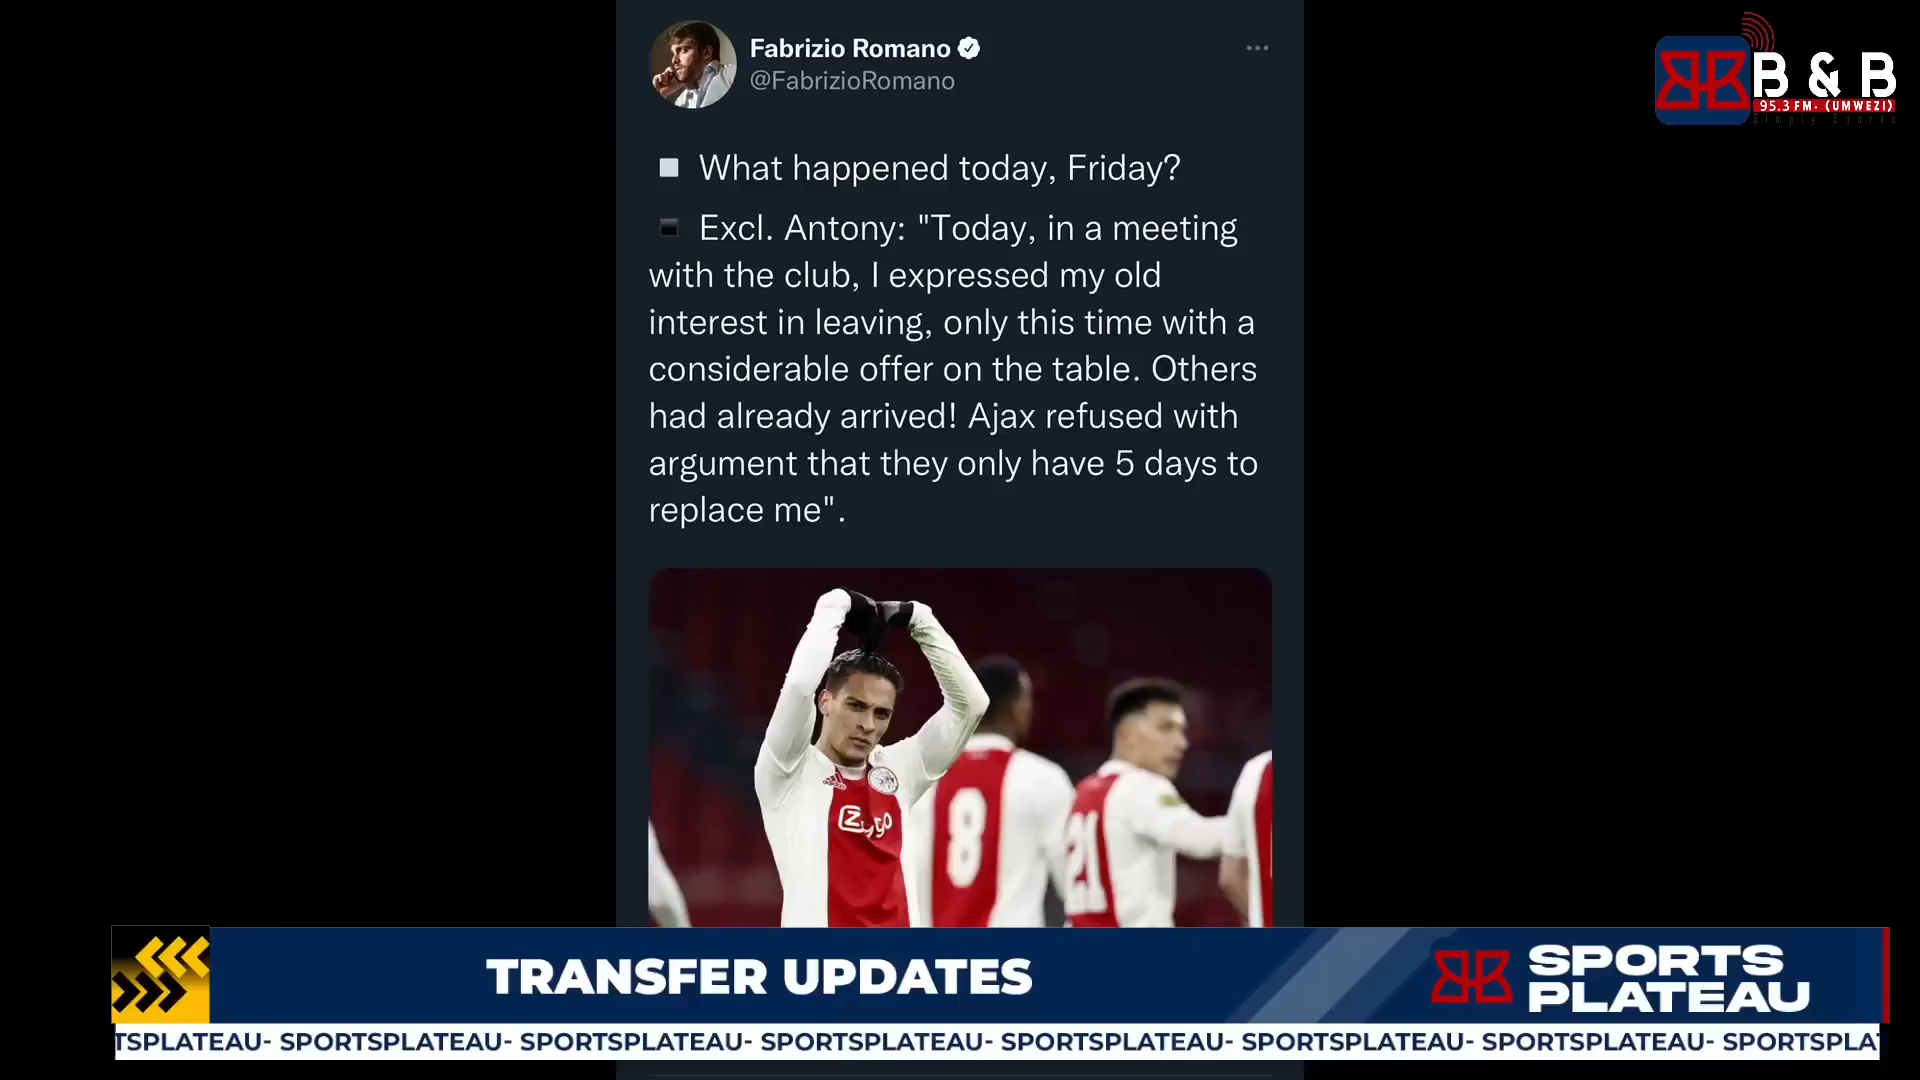 Fabrizio Romano
@FabrizioRomano
B & B
95.3 FM. (UMWEZI)
Simply Sports
What happened today, Friday?
Excl. Antony: "Today, in a meeting
with the club, I expressed my old
interest in leaving, only this time with a
considerable offer on the table. Others
had already arrived! Ajax refused with
argument that they only have 5 days to
replace me".
Ziggo
8
21
TRANSFER UPDATES
SPORTS
PLATEAU
TSPLATEAU- SPORTSPLATEAU- SPORTSPLATEAU- SPORTSPLATEAU- SPORTSPLATEAU- SPORTSPLATEAU- SPORTSPLATEAU- SPORTSPLA